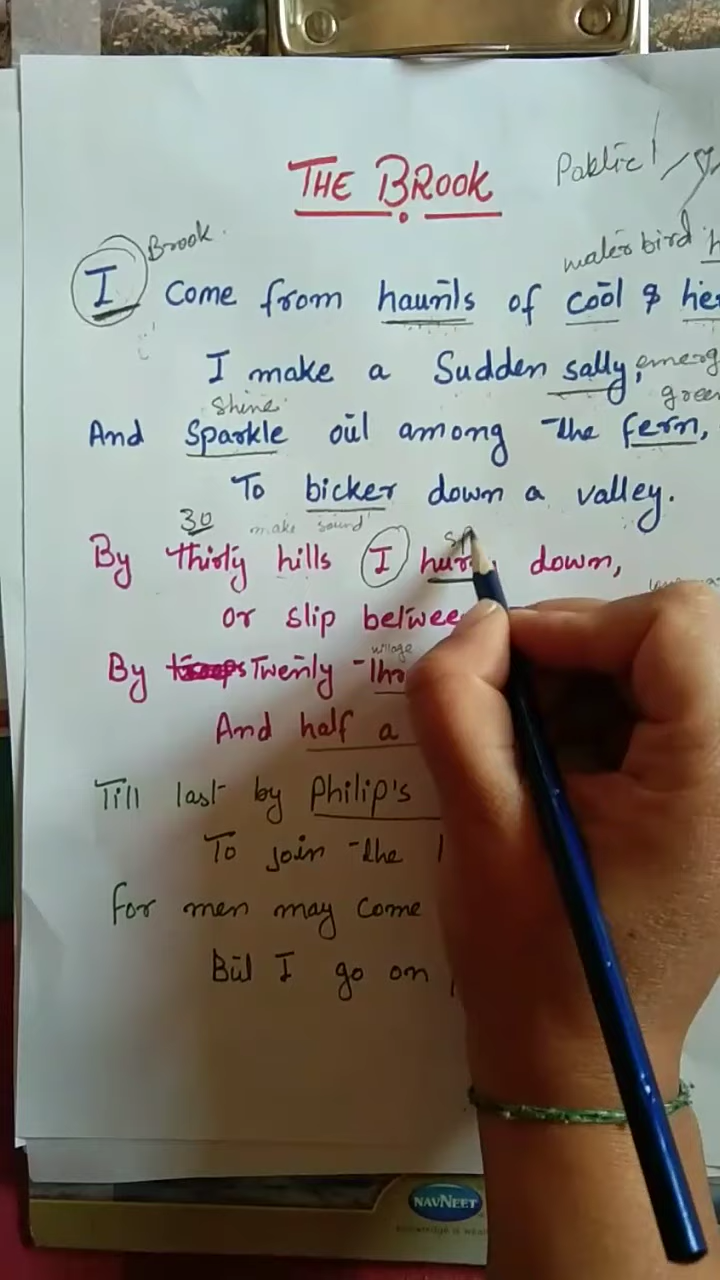 THE BROOK
Public
Brook.
water bird
I come from haunts of cool &
I make a Sudden sally,
Shine
And Sparkle out among the fern,
To bicker down a valley.
30
make sound
By thirty hills I down,
or slip
village
By Twenty
And half a
Till last by Philip's
To join the
For men may come
But I go on
NAVNEET